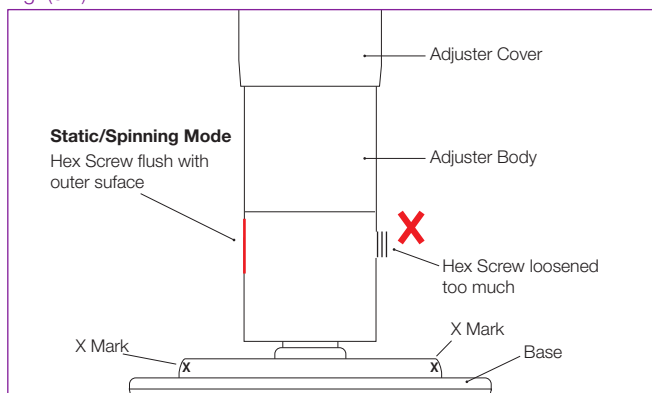 Adjuster Cover
Static/Spinning Mode
Hex Screw flush with
outer suface
Adjuster Body
Hex Screw loosened
too much
X Mark
X Mark
Base
X
X